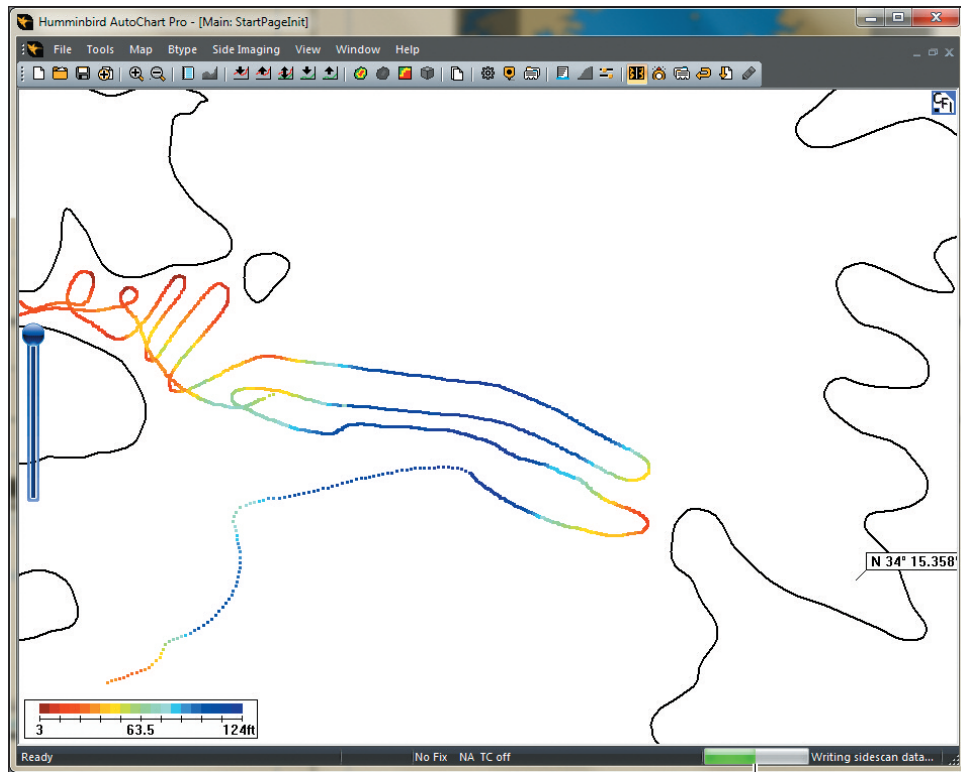 Humminbird AutoChart Pro - [Main: StartPageInit]
File Tools Map Btype Side Imaging View Window Help
CFI
N 34° 15.358'
3 63.5 124ft
Ready No Fix NA TC off Writing sidescan data...